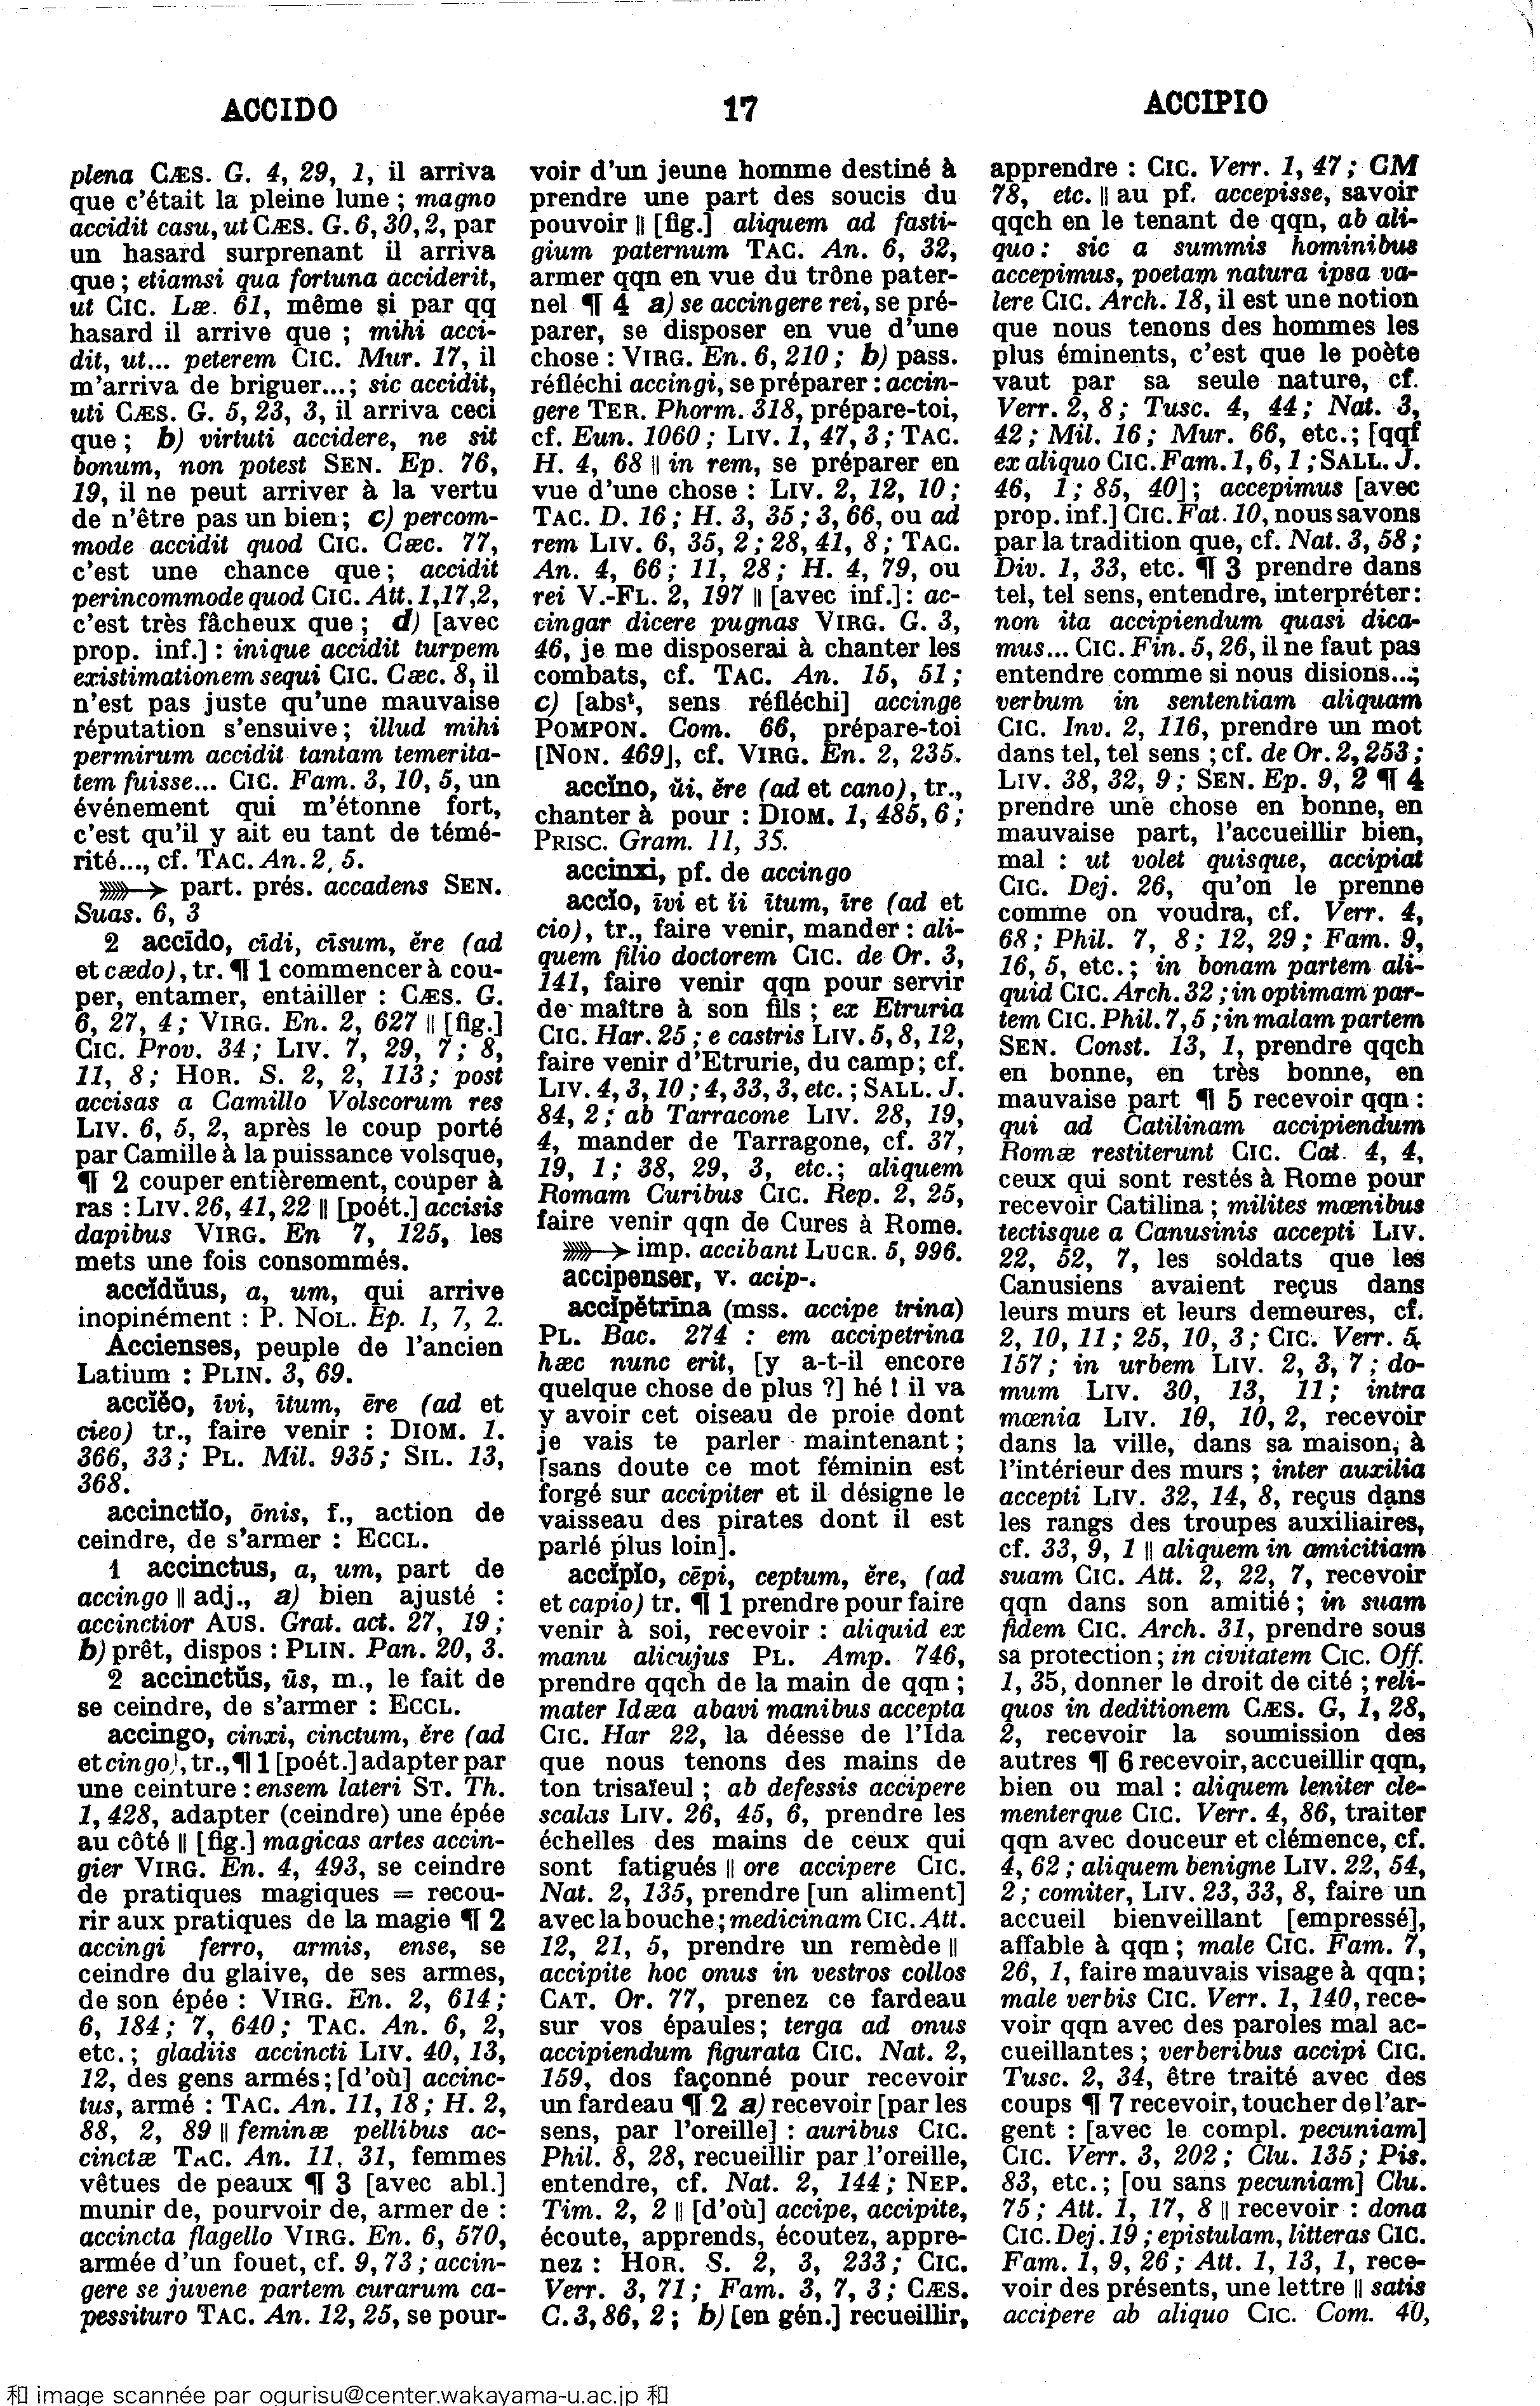 ACCIDO
17
ACCIPIO
plena CÆS. G. 4, 29, 1, il arriva
que c'était la pleine lune ; magno
accidit casu, ut CÆS. G. 6, 30, 2, par
un hasard surprenant il arriva
que ; etiamsi qua fortuna acciderit,
ut CIC. Læ. 61, même si par qq
hasard il arrive que ; mihi acci-
dit, ut... peterem CIC. Mur. 17, il
m'arriva de briguer...; sic accidit,
uti CÆS. G. 5, 23, 3, il arriva ceci
que ; b) virtuti accidere, ne sit
bonum, non potest SEN. Ep. 76,
19, il ne peut arriver à la vertu
de n'être pas un bien; c) percom-
mode accidit quod CIC. Cæc. 77,
c'est une chance que; accidit
perincommode quod CIC. Att. 1,17,2,
c'est très fâcheux que ; d) [avec
prop. inf.] : inique accidit turpem
existimationem sequi CIC. Cæc. 8, il
n'est pas juste qu'une mauvaise
réputation s'ensuive; illud mihi
permirum accidit tantam temerita-
tem fuisse... CIC. Fam. 3, 10, 5, un
événement qui m'étonne fort,
c'est qu'il y ait eu tant de témé-
rité..., cf. TAC. An. 2, 5.
⟶ part. prés. accadens SEN.
Suas. 6, 3
2 accīdo, cīdi, cīsum, ĕre (ad
et cædo), tr. ¶ 1 commencer à cou-
per, entamer, entailler : CÆS. G.
6, 27, 4; VIRG. En. 2, 627 || [fig.]
CIC. Prov. 34; LIV. 7, 29, 7; 8,
11, 8; HOR. S. 2, 2, 113; post
accisas a Camillo Volscorum res
LIV. 6, 5, 2, après le coup porté
par Camille à la puissance volsque,
¶ 2 couper entièrement, couper à
ras : LIV. 26, 41, 22 || [poét.] accisis
dapibus VIRG. En 7, 125, les
mets une fois consommés.
accĭdŭus, a, um, qui arrive
inopinément : P. NOL. Ep. 1, 7, 2.
Accienses, peuple de l'ancien
Latium : PLIN. 3, 69.
accĭĕo, īvi, ītum, ēre (ad et
cieo) tr., faire venir : DIOM. 1.
366, 33; PL. Mil. 935; SIL. 13,
368.
accinctĭo, ōnis, f., action de
ceindre, de s'armer : ECCL.
1 accinctus, a, um, part de
accingo || adj., a) bien ajusté :
accinctior AUS. Grat. act. 27, 19;
b) prêt, dispos : PLIN. Pan. 20, 3.
2 accinctŭs, ūs, m., le fait de
se ceindre, de s'armer : ECCL.
accingo, cinxi, cinctum, ĕre (ad
et cingo), tr., ¶ 1 [poét.] adapter par
une ceinture : ensem lateri ST. Th.
1, 428, adapter (ceindre) une épée
au côté || [fig.] magicas artes accin-
gier VIRG. En. 4, 493, se ceindre
de pratiques magiques = recou-
rir aux pratiques de la magie ¶ 2
accingi ferro, armis, ense, se
ceindre du glaive, de ses armes,
de son épée : VIRG. En. 2, 614;
6, 184; 7, 640; TAC. An. 6, 2,
etc.; gladiis accincti LIV. 40, 13,
12, des gens armés; [d'où] accinc-
tus, armé : TAC. An. 11, 18; H. 2,
88, 2, 89 || feminæ pellibus ac-
cinctæ TAC. An. 11, 31, femmes
vêtues de peaux ¶ 3 [avec abl.]
munir de, pourvoir de, armer de :
accincta flagello VIRG. En. 6, 570,
armée d'un fouet, cf. 9, 73; accin-
gere se juvene partem curarum ca-
pessituro TAC. An. 12, 25, se pour-
voir d'un jeune homme destiné à
prendre une part des soucis du
pouvoir || [fig.] aliquem ad fasti-
gium paternum TAC. An. 6, 32,
armer qqn en vue du trône pater-
nel ¶ 4 a) se accingere rei, se pré-
parer, se disposer en vue d'une
chose : VIRG. En. 6, 210; b) pass.
réfléchi accingi, se préparer : accin-
gere TER. Phorm. 318, prépare-toi,
cf. Eun. 1060; LIV. 1, 47, 3; TAC.
H. 4, 68 || in rem, se préparer en
vue d'une chose : LIV. 2, 12, 10;
TAC. D. 16; H. 3, 35; 3, 66, ou ad
rem LIV. 6, 35, 2; 28, 41, 8; TAC.
An. 4, 66; 11, 28; H. 4, 79, ou
rei V.-FL. 2, 197 || [avec inf.]: ac-
cingar dicere pugnas VIRG. G. 3,
46, je me disposerai à chanter les
combats, cf. TAC. An. 15, 51;
c) [absᵗ, sens réfléchi] accinge
POMPON. Com. 66, prépare-toi
[NON. 469], cf. VIRG. En. 2, 235.
accĭno, ŭi, ĕre (ad et cano), tr.,
chanter à pour : DIOM. 1, 485, 6;
PRISC. Gram. 11, 35.
accinxi, pf. de accingo
accĭo, īvi et ĭi ītum, īre (ad et
cio), tr., faire venir, mander : ali-
quem filio doctorem CIC. de Or. 3,
141, faire venir qqn pour servir
de maître à son fils ; ex Etruria
CIC. Har. 25; e castris LIV. 5, 8, 12,
faire venir d'Etrurie, du camp; cf.
LIV. 4, 3, 10; 4, 33, 3, etc.; SALL. J.
84, 2; ab Tarracone LIV. 28, 19,
4, mander de Tarragone, cf. 37,
19, 1; 38, 29, 3, etc.; aliquem
Romam Curibus CIC. Rep. 2, 25,
faire venir qqn de Cures à Rome.
⟶ imp. accibant LUCR. 5, 996.
accipenser, v. acip-.
accĭpĕtrīna (mss. accipe trina)
PL. Bac. 274 : em accipetrina
hæc nunc erit, [y a-t-il encore
quelque chose de plus ?] hé ! il va
y avoir cet oiseau de proie dont
je vais te parler maintenant ;
[sans doute ce mot féminin est
forgé sur accipiter et il désigne le
vaisseau des pirates dont il est
parlé plus loin].
accĭpĭo, cēpi, ceptum, ĕre, (ad
et capio) tr. ¶ 1 prendre pour faire
venir à soi, recevoir : aliquid ex
manu alicujus PL. Amp. 746,
prendre qqch de la main de qqn ;
mater Idæa abavi manibus accepta
CIC. Har 22, la déesse de l'Ida
que nous tenons des mains de
ton trisaïeul ; ab defessis accipere
scalas LIV. 26, 45, 6, prendre les
échelles des mains de ceux qui
sont fatigués || ore accipere CIC.
Nat. 2, 135, prendre [un aliment]
avec la bouche ; medicinam CIC. Att.
12, 21, 5, prendre un remède ||
accipite hoc onus in vestros collos
CAT. Or. 77, prenez ce fardeau
sur vos épaules; terga ad onus
accipiendum figurata CIC. Nat. 2,
159, dos façonné pour recevoir
un fardeau ¶ 2 a) recevoir [par les
sens, par l'oreille] : auribus CIC.
Phil. 8, 28, recueillir par l'oreille,
entendre, cf. Nat. 2, 144; NEP.
Tim. 2, 2 || [d'où] accipe, accipite,
écoute, apprends, écoutez, appre-
nez : HOR. S. 2, 3, 233; CIC.
Verr. 3, 71; Fam. 3, 7, 3; CÆS.
C. 3, 86, 2; b) [en gén.] recueillir,
apprendre : CIC. Verr. 1, 47; CM
78, etc. || au pf. accepisse, savoir
qqch en le tenant de qqn, ab ali-
quo : sic a summis hominibus
accepimus, poetam natura ipsa va-
lere CIC. Arch. 18, il est une notion
que nous tenons des hommes les
plus éminents, c'est que le poète
vaut par sa seule nature, cf.
Verr. 2, 8; Tusc. 4, 44; Nat. 3,
42; Mil. 16; Mur. 66, etc.; [qqf
ex aliquo CIC. Fam. 1, 6, 1; SALL. J.
46, 1; 85, 40]; accepimus [avec
prop. inf.] CIC. Fat. 10, nous savons
par la tradition que, cf. Nat. 3, 58;
Div. 1, 33, etc. ¶ 3 prendre dans
tel, tel sens, entendre, interpréter:
non ita accipiendum quasi dica-
mus... CIC. Fin. 5, 26, il ne faut pas
entendre comme si nous disions...;
verbum in sententiam aliquam
CIC. Inv. 2, 116, prendre un mot
dans tel, tel sens ; cf. de Or. 2, 253;
LIV. 38, 32, 9; SEN. Ep. 9, 2 ¶ 4
prendre une chose en bonne, en
mauvaise part, l'accueillir bien,
mal : ut volet quisque, accipiat
CIC. Dej. 26, qu'on le prenne
comme on voudra, cf. Verr. 4,
68; Phil. 7, 8; 12, 29; Fam. 9,
16, 5, etc.; in bonam partem ali-
quid CIC. Arch. 32 ; in optimam par-
tem CIC. Phil. 7, 5 ; in malam partem
SEN. Const. 13, 1, prendre qqch
en bonne, en très bonne, en
mauvaise part ¶ 5 recevoir qqn :
qui ad Catilinam accipiendum
Romæ restiterunt CIC. Cat. 4, 4,
ceux qui sont restés à Rome pour
recevoir Catilina ; milites mœnibus
tectisque a Canusinis accepti LIV.
22, 52, 7, les soldats que les
Canusiens avaient reçus dans
leurs murs et leurs demeures, cf.
2, 10, 11; 25, 10, 3; CIC. Verr. 5,
157; in urbem LIV. 2, 3, 7; do-
mum LIV. 30, 13, 11; intra
mœnia LIV. 10, 10, 2, recevoir
dans la ville, dans sa maison, à
l'intérieur des murs ; inter auxilia
accepti LIV. 32, 14, 8, reçus dans
les rangs des troupes auxiliaires,
cf. 33, 9, 1 || aliquem in amicitiam
suam CIC. Att. 2, 22, 7, recevoir
qqn dans son amitié; in suam
fidem CIC. Arch. 31, prendre sous
sa protection ; in civitatem CIC. Off.
1, 35, donner le droit de cité ; reli-
quos in deditionem CÆS. G, 1, 28,
2, recevoir la soumission des
autres ¶ 6 recevoir, accueillir qqn,
bien ou mal : aliquem leniter cle-
menterque CIC. Verr. 4, 86, traiter
qqn avec douceur et clémence, cf.
4, 62 ; aliquem benigne LIV. 22, 54,
2 ; comiter, LIV. 23, 33, 8, faire un
accueil bienveillant [empressé],
affable à qqn ; male CIC. Fam. 7,
26, 1, faire mauvais visage à qqn;
male verbis CIC. Verr. 1, 140, rece-
voir qqn avec des paroles mal ac-
cueillantes ; verberibus accipi CIC.
Tusc. 2, 34, être traité avec des
coups ¶ 7 recevoir, toucher de l'ar-
gent : [avec le compl. pecuniam]
CIC. Verr. 3, 202; Clu. 135; Pis.
83, etc.; [ou sans pecuniam] Clu.
75; Att. 1, 17, 8 || recevoir : dona
CIC. Dej. 19 ; epistulam, litteras CIC.
Fam. 1, 9, 26; Att. 1, 13, 1, rece-
voir des présents, une lettre || satis
accipere ab aliquo CIC. Com. 40,
和 image scannée par ogurisu@center.wakayama-u.ac.jp 和